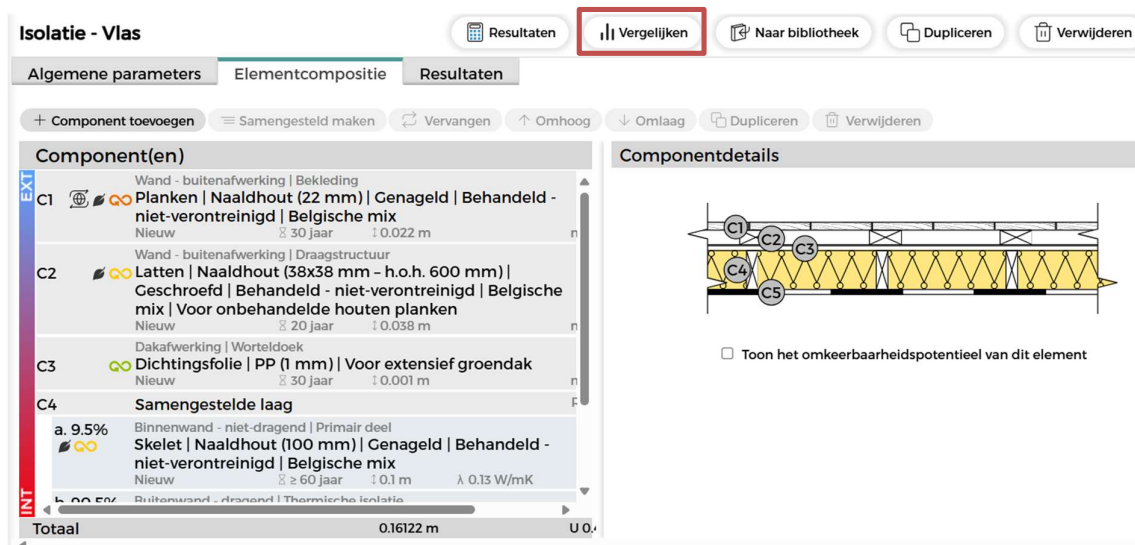 Isolatie - Vlas
Resultaten
Vergelijken
Naar bibliotheek
Dupliceren
Verwijderen
Algemene parameters
Elementcompositie
Resultaten
+ Component toevoegen
Samengesteld maken
Vervangen
Omhoog
Omlaag
Dupliceren
Verwijderen
Component(en)
EXT
Wand - buitenafwerking | Bekleding
C1 Planken | Naaldhout (22 mm) | Genageld | Behandeld -
niet-verontreinigd | Belgische mix
Nieuw 30 jaar 0.022 m
Wand - buitenafwerking | Draagstructuur
C2 Latten | Naaldhout (38x38 mm – h.o.h. 600 mm) |
Geschroefd | Behandeld - niet-verontreinigd | Belgische
mix | Voor onbehandelde houten planken
Nieuw 20 jaar 0.038 m
Dakafwerking | Worteldoek
C3 Dichtingsfolie | PP (1 mm) | Voor extensief groendak
Nieuw 30 jaar 0.001 m
C4 Samengestelde laag
a. 9.5% Binnenwand - niet-dragend | Primair deel
Skelet | Naaldhout (100 mm) | Genageld | Behandeld -
niet-verontreinigd | Belgische mix
Nieuw ≥ 60 jaar 0.1 m λ 0.13 W/mK
b. 90.5% Buitenwand - dragend | Thermische isolatie
INT
Totaal 0.16122 m U
Componentdetails
C1
C2
C3
C4
C5
Toon het omkeerbaarheidspotentieel van dit element